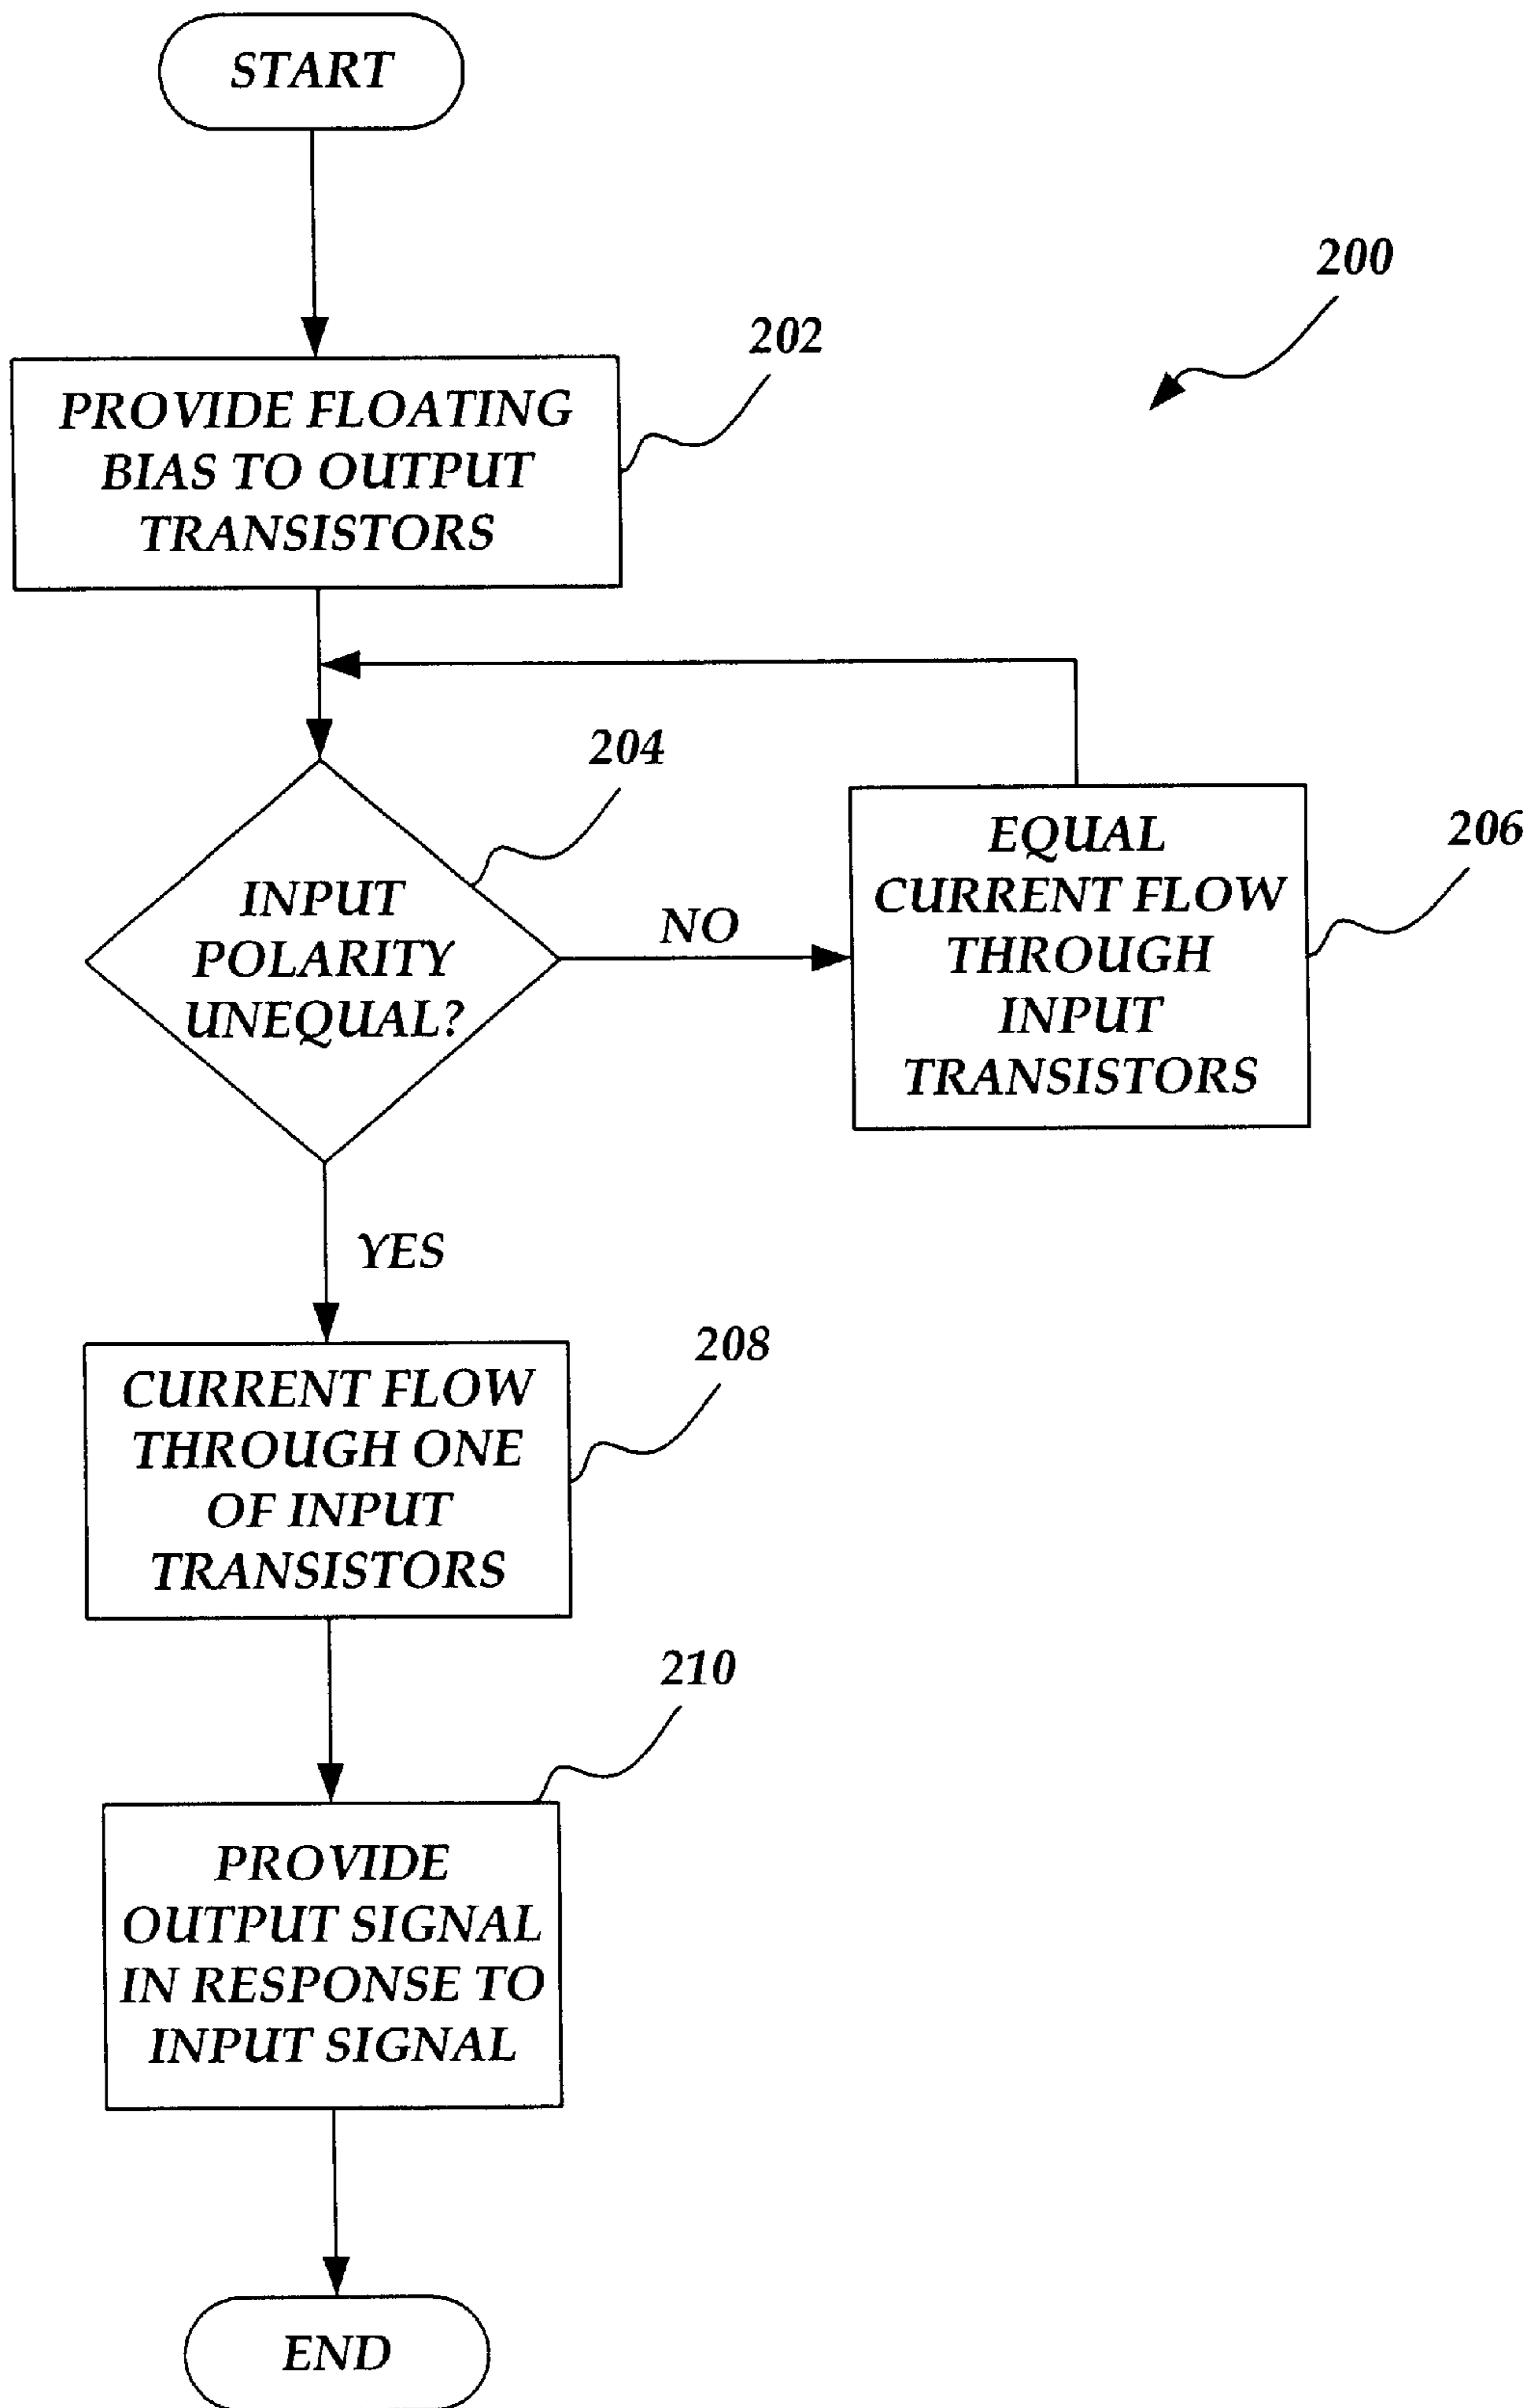 START
200
202
PROVIDE FLOATING
BIAS TO OUTPUT
TRANSISTORS
204
INPUT
POLARITY
UNEQUAL?
NO
206
EQUAL
CURRENT FLOW
THROUGH
INPUT
TRANSISTORS
YES
208
CURRENT FLOW
THROUGH ONE
OF INPUT
TRANSISTORS
210
PROVIDE
OUTPUT SIGNAL
IN RESPONSE TO
INPUT SIGNAL
END